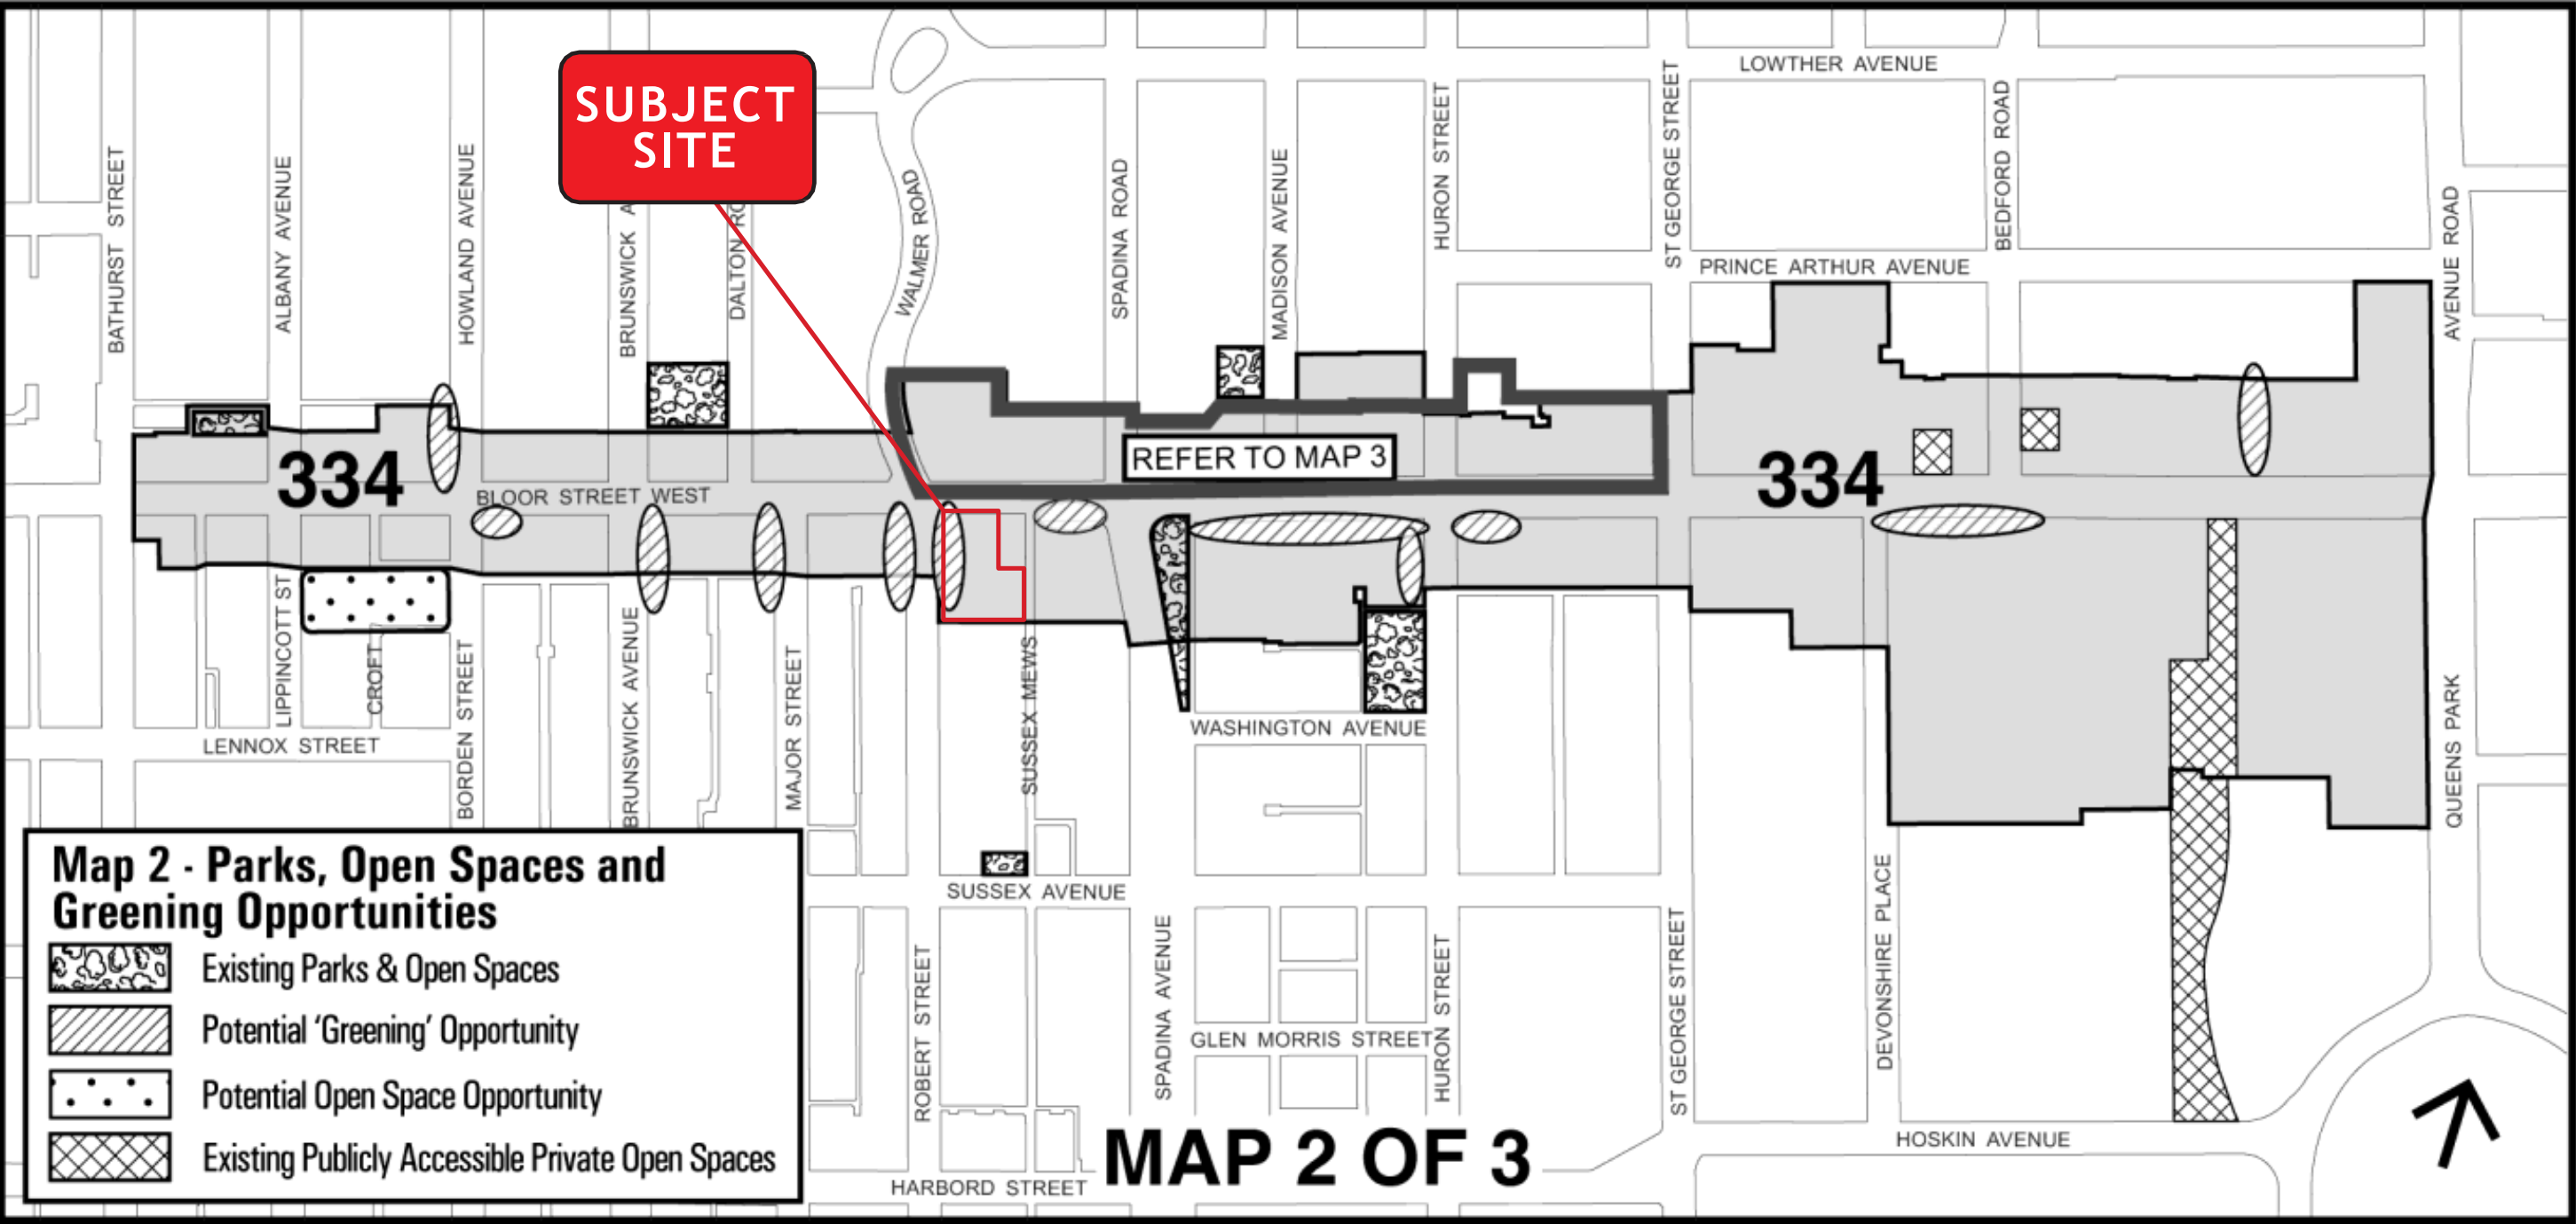 LOWTHER AVENUE
SUBJECT
SITE
BATHURST STREET
ALBANY AVENUE
HOWLAND AVENUE
BRUNSWICK A
DALTON RO
WALMER ROAD
SPADINA ROAD
MADISON AVENUE
HURON STREET
ST GEORGE STREET
BEDFORD ROAD
AVENUE ROAD
PRINCE ARTHUR AVENUE
REFER TO MAP 3
334
334
BLOOR STREET WEST
LIPPINCOTT ST
CROFT
BORDEN STREET
BRUNSWICK AVENUE
MAJOR STREET
SUSSEX MEWS
WASHINGTON AVENUE
LENNOX STREET
QUEENS PARK
Map 2 - Parks, Open Spaces and
Greening Opportunities
Existing Parks & Open Spaces
Potential ‘Greening’ Opportunity
Potential Open Space Opportunity
Existing Publicly Accessible Private Open Spaces
SUSSEX AVENUE
ROBERT STREET
SPADINA AVENUE
HURON STREET
ST GEORGE STREET
DEVONSHIRE PLACE
GLEN MORRIS STREET
HOSKIN AVENUE
MAP 2 OF 3
HARBORD STREET